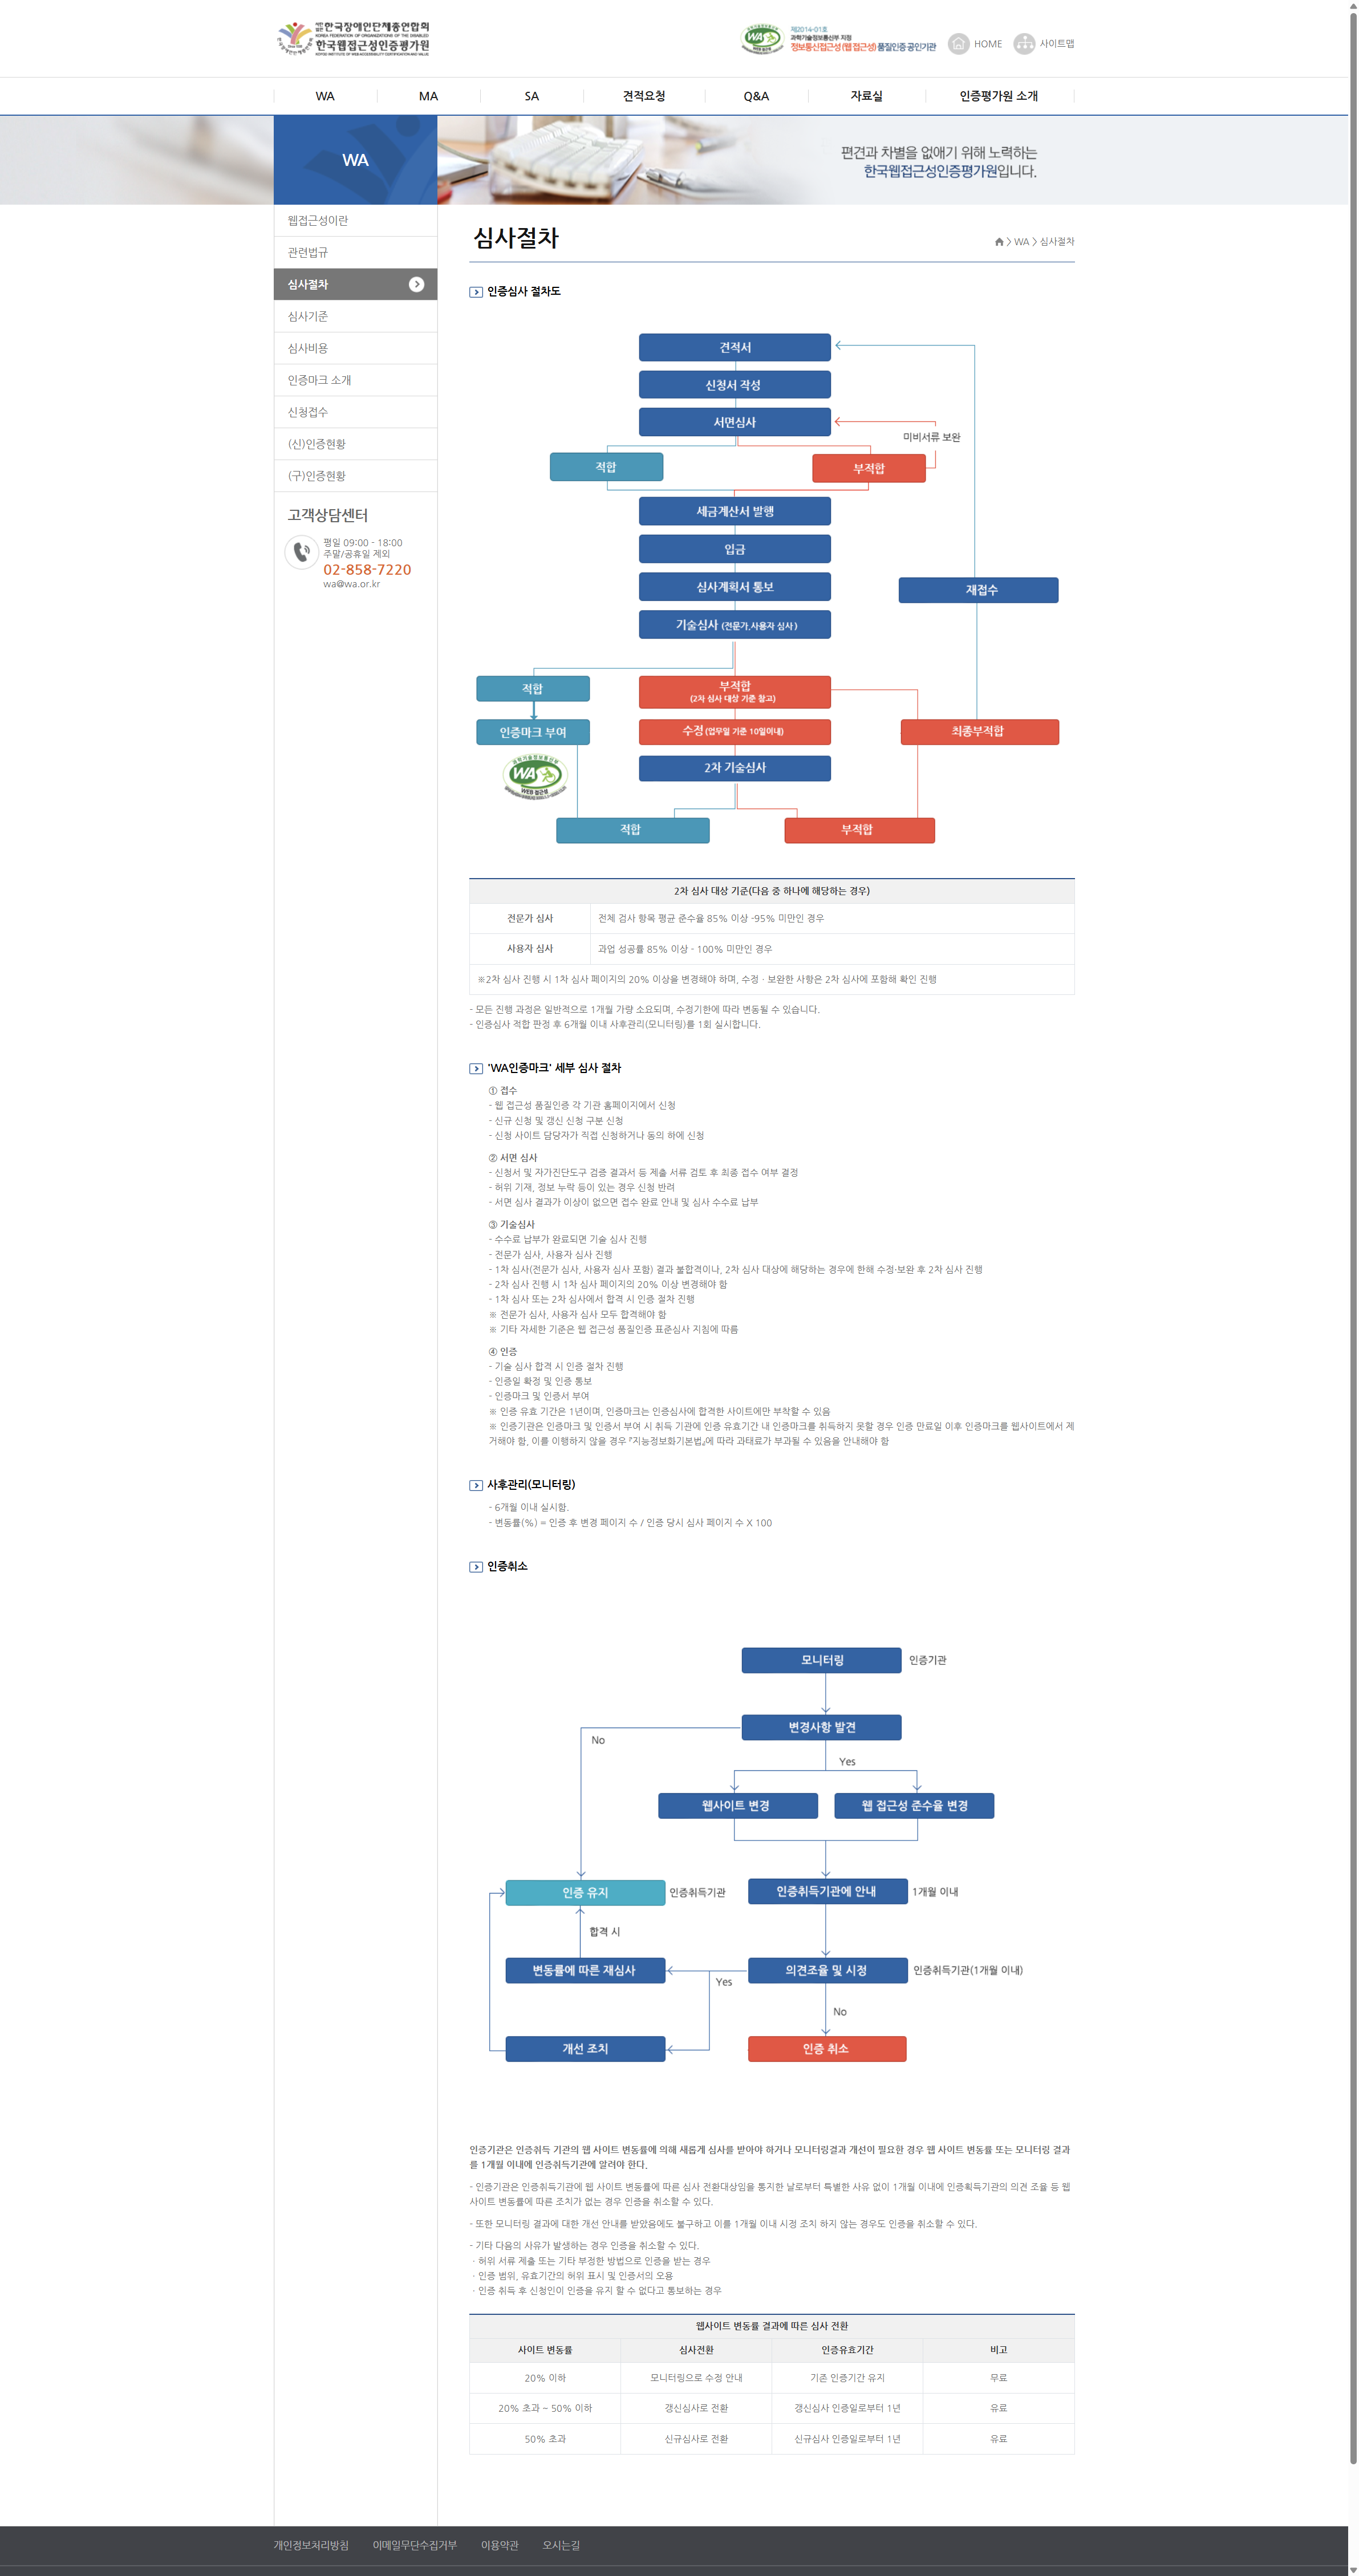 한국장애인단체총연합회
한국웹접근성인증평가원
제2014-01호
과학기술정보통신부 지정
정보통신접근성(웹 접근성) 품질인증 공인기관
HOME
사이트맵
WA
MA
SA
견적요청
Q&A
자료실
인증평가원 소개
WA
편견과 차별을 없애기 위해 노력하는
한국웹접근성인증평가원입니다.
웹접근성이란
관련법규
심사절차
심사기준
심사비용
인증마크 소개
신청접수
(신)인증현황
(구)인증현황
고객상담센터
평일 09:00 - 18:00
주말/공휴일 제외
02-858-7220
wa@wa.or.kr
심사절차
> WA > 심사절차
인증심사 절차도
견적서
신청서 작성
서면심사
미비서류 보완
적합
부적합
세금계산서 발행
입금
심사계획서 통보
재접수
기술심사 (전문가,사용자 심사)
적합
부적합
(2차 심사 대상 기준 참고)
인증마크 부여
수정(업무일 기준 10일이내)
최종부적합
과학기술정보통신부
WA
WEB 접근성
2차 기술심사
적합
부적합
2차 심사 대상 기준(다음 중 하나에 해당하는 경우)
전문가 심사
전체 검사 항목 평균 준수율 85% 이상 -95% 미만인 경우
사용자 심사
과업 성공률 85% 이상 - 100% 미만인 경우
※2차 심사 진행 시 1차 심사 페이지의 20% 이상을 변경해야 하며, 수정ㆍ보완한 사항은 2차 심사에 포함해 확인 진행
- 모든 진행 과정은 일반적으로 1개월 가량 소요되며, 수정기한에 따라 변동될 수 있습니다.
- 인증심사 적합 판정 후 6개월 이내 사후관리(모니터링)를 1회 실시합니다.
'WA인증마크' 세부 심사 절차
① 접수
- 웹 접근성 품질인증 각 기관 홈페이지에서 신청
- 신규 신청 및 갱신 신청 구분 신청
- 신청 사이트 담당자가 직접 신청하거나 동의 하에 신청
② 서면 심사
- 신청서 및 자가진단도구 검증 결과서 등 제출 서류 검토 후 최종 접수 여부 결정
- 허위 기재, 정보 누락 등이 있는 경우 신청 반려
- 서면 심사 결과가 이상이 없으면 접수 완료 안내 및 심사 수수료 납부
③ 기술심사
- 수수료 납부가 완료되면 기술 심사 진행
- 전문가 심사, 사용자 심사 진행
- 1차 심사(전문가 심사, 사용자 심사 포함) 결과 불합격이나, 2차 심사 대상에 해당하는 경우에 한해 수정·보완 후 2차 심사 진행
- 2차 심사 진행 시 1차 심사 페이지의 20% 이상 변경해야 함
- 1차 심사 또는 2차 심사에서 합격 시 인증 절차 진행
※ 전문가 심사, 사용자 심사 모두 합격해야 함
※ 기타 자세한 기준은 웹 접근성 품질인증 표준심사 지침에 따름
④ 인증
- 기술 심사 합격 시 인증 절차 진행
- 인증일 확정 및 인증 통보
- 인증마크 및 인증서 부여
※ 인증 유효 기간은 1년이며, 인증마크는 인증심사에 합격한 사이트에만 부착할 수 있음
※ 인증기관은 인증마크 및 인증서 부여 시 취득 기관에 인증 유효기간 내 인증마크를 취득하지 못할 경우 인증 만료일 이후 인증마크를 웹사이트에서 제
거해야 함, 이를 이행하지 않을 경우 『지능정보화기본법』에 따라 과태료가 부과될 수 있음을 안내해야 함
사후관리(모니터링)
- 6개월 이내 실시함.
- 변동률(%) = 인증 후 변경 페이지 수 / 인증 당시 심사 페이지 수 X 100
인증취소
모니터링
인증기관
변경사항 발견
No
Yes
웹사이트 변경
웹 접근성 준수율 변경
인증 유지
인증취득기관
인증취득기관에 안내
1개월 이내
합격 시
변동률에 따른 재심사
의견조율 및 시정
인증취득기관(1개월 이내)
Yes
No
개선 조치
인증 취소
인증기관은 인증취득 기관의 웹 사이트 변동률에 의해 새롭게 심사를 받아야 하거나 모니터링결과 개선이 필요한 경우 웹 사이트 변동률 또는 모니터링 결과
를 1개월 이내에 인증취득기관에 알려야 한다.
- 인증기관은 인증취득기관에 웹 사이트 변동률에 따른 심사 전환대상임을 통지한 날로부터 특별한 사유 없이 1개월 이내에 인증획득기관의 의견 조율 등 웹
사이트 변동률에 따른 조치가 없는 경우 인증을 취소할 수 있다.
- 또한 모니터링 결과에 대한 개선 안내를 받았음에도 불구하고 이를 1개월 이내 시정 조치 하지 않는 경우도 인증을 취소할 수 있다.
- 기타 다음의 사유가 발생하는 경우 인증을 취소할 수 있다.
ㆍ허위 서류 제출 또는 기타 부정한 방법으로 인증을 받는 경우
ㆍ인증 범위, 유효기간의 허위 표시 및 인증서의 오용
ㆍ인증 취득 후 신청인이 인증을 유지 할 수 없다고 통보하는 경우
웹사이트 변동률 결과에 따른 심사 전환
사이트 변동률
심사전환
인증유효기간
비고
20% 이하
모니터링으로 수정 안내
기존 인증기간 유지
무료
20% 초과 ~ 50% 이하
갱신심사로 전환
갱신심사 인증일로부터 1년
유료
50% 초과
신규심사로 전환
신규심사 인증일로부터 1년
유료
개인정보처리방침
이메일무단수집거부
이용약관
오시는길